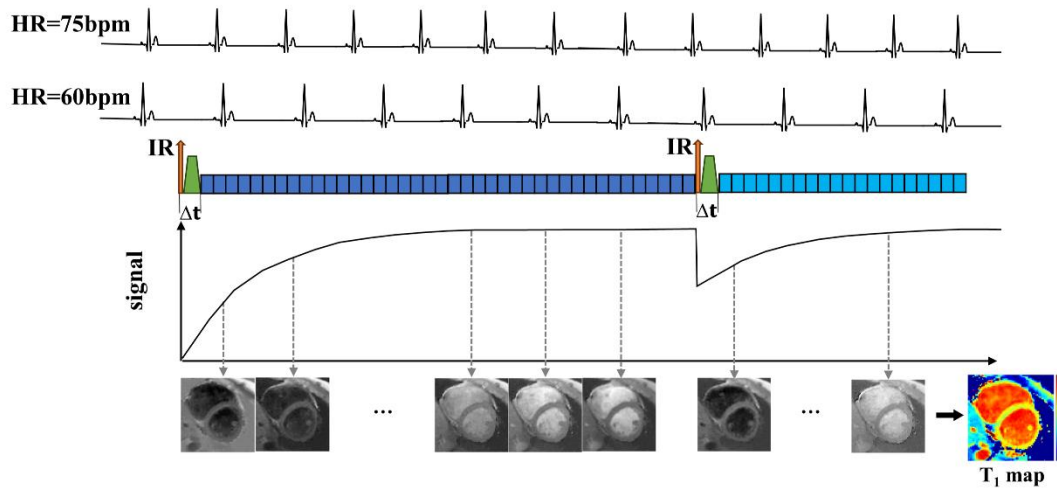 HR=75bpm
HR=60bpm
IR
IR
Δt
Δt
signal
...
...
T₁ map